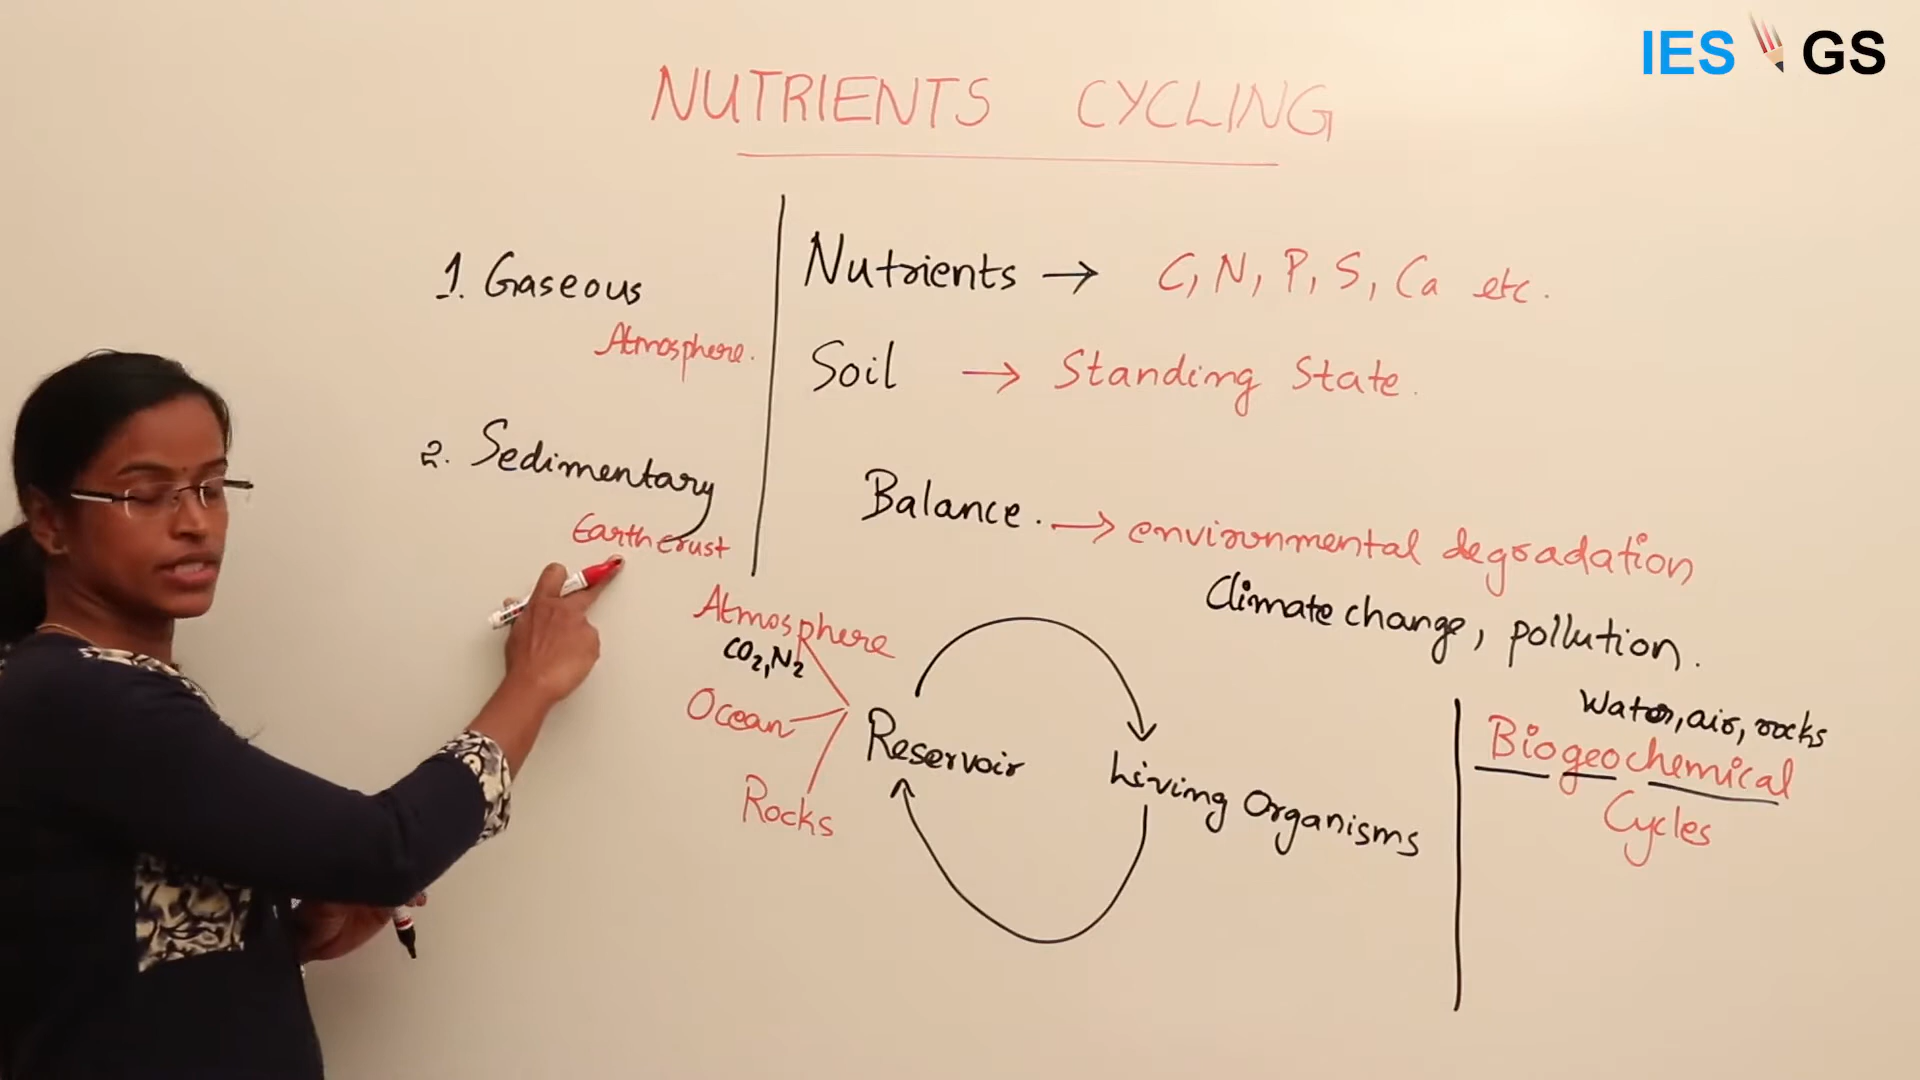 IES GS
NUTRIENTS CYCLING
1. Gaseous
Atmosphere.
2. Sedimentary
Earth crust
Nutrients → C, N, P, S, Ca etc.
Soil → Standing State.
Balance. → environmental degradation
Climate change, pollution.
Atmosphere
CO2, N2
Ocean
Rocks
Reservoir
Living Organisms
Water, air, rocks
Biogeochemical
Cycles